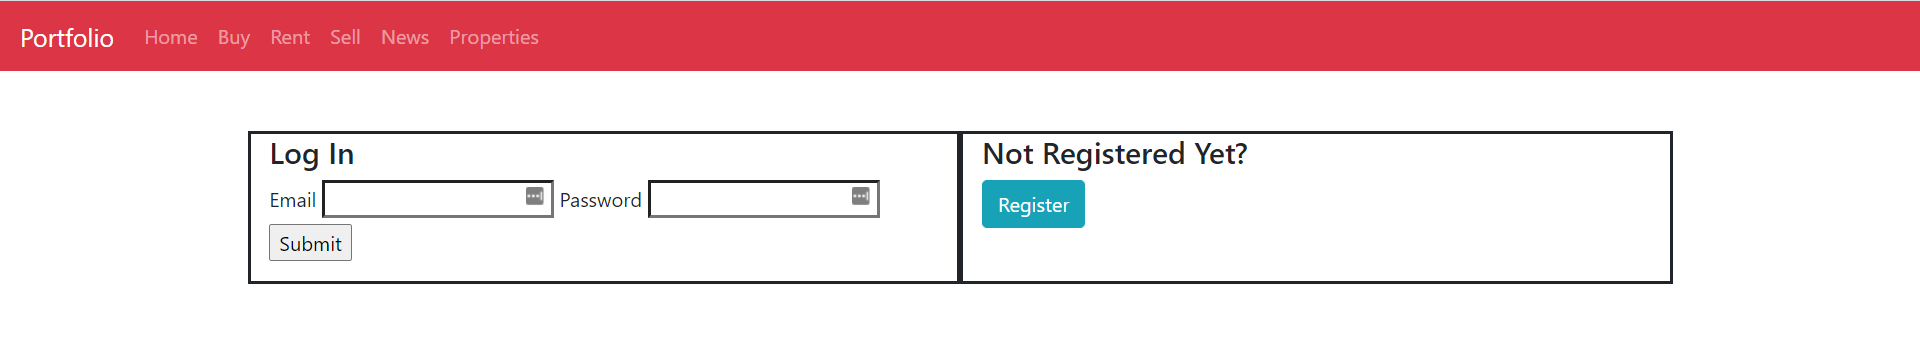 Portfolio Home Buy Rent Sell News Properties
Log In
Email Password
Submit
Not Registered Yet?
Register